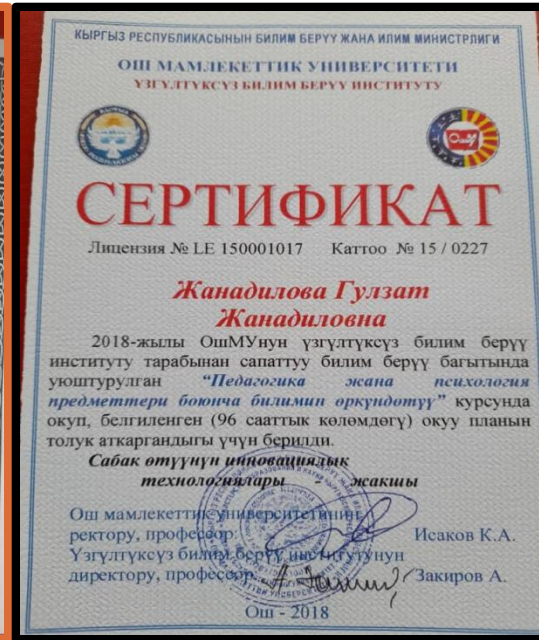 КЫРГЫЗ РЕСПУБЛИКАСЫНЫН БИЛИМ БЕРҮҮ ЖАНА ИЛИМ МИНИСТРЛИГИ
ОШ МАМЛЕКЕТТИК УНИВЕРСИТЕТИ
ҮЗГҮЛТҮКСҮЗ БИЛИМ БЕРҮҮ ИНСТИТУТУ
СЕРТИФИКАТ
Лицензия № LE 150001017 Каттоо № 15 / 0227
Жанадилова Гулзат
Жанадиловна
2018-жылы ОшМУнун үзгүлтүксүз билим берүү
институту тарабынан сапаттуу билим берүү багытында
уюштурулган “Педагогика жана психология
предметтери боюнча билимин өркүндөтүү” курсунда
окуп, белгиленген (96 сааттык көлөмдөгү) окуу планын
толук аткаргандыгы үчүн берилди.
Сабак өтүүнүн инновациялык
технологиялары - жакшы
Ош мамлекеттик университетинин
ректору, профессор: Исаков К.А.
Үзгүлтүксүз билим берүү институтунун
директору, профессор: Закиров А.
Ош - 2018